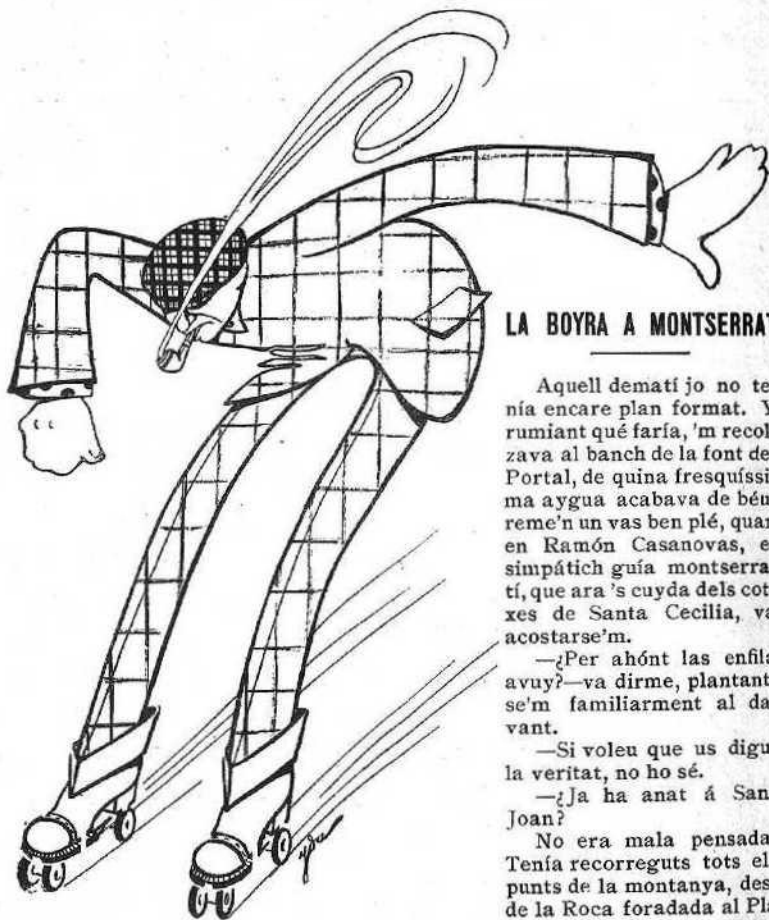 LA BOYRA A MONTSERRAT
Aquell dematí jo no te-
nía encare plan format. Y
rumiant qué faría, 'm recol-
zava al banch de la font de
Portal, de quina fresquíssi-
ma aygua acabava de béu-
reme'n un vas ben plé, quan
en Ramón Casanovas, e
simpátich guía montserra-
tí, que ara 's cuyda dels cot-
xes de Santa Cecilia, va
acostarse'm.
—¿Per ahónt las enfila
avuy?—va dirme, plantant-
se'm familiarment al da-
vant.
—Si voleu que us digu
la veritat, no ho sé.
—¿Ja ha anat á San
Joan?
No era mala pensada
Tenía recorreguts tots el
punts de la montanya, des
de la Roca foradada al Pla